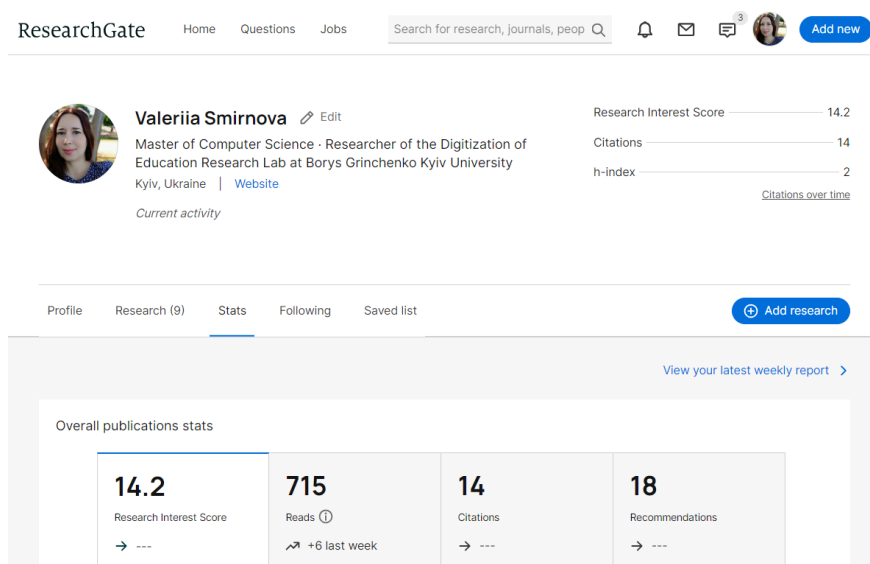 ResearchGate
Home Questions Jobs
Search for research, journals, peop
3
Add new
Valeriia Smirnova Edit
Master of Computer Science · Researcher of the Digitization of
Education Research Lab at Borys Grinchenko Kyiv University
Kyiv, Ukraine | Website
Current activity
Research Interest Score 14.2
Citations 14
h-index 2
Citations over time
Profile Research (9) Stats Following Saved list
Add research
View your latest weekly report
Overall publications stats
14.2 715 14 18
Research Interest Score Reads Citations Recommendations
→ --- +6 last week → --- → ---